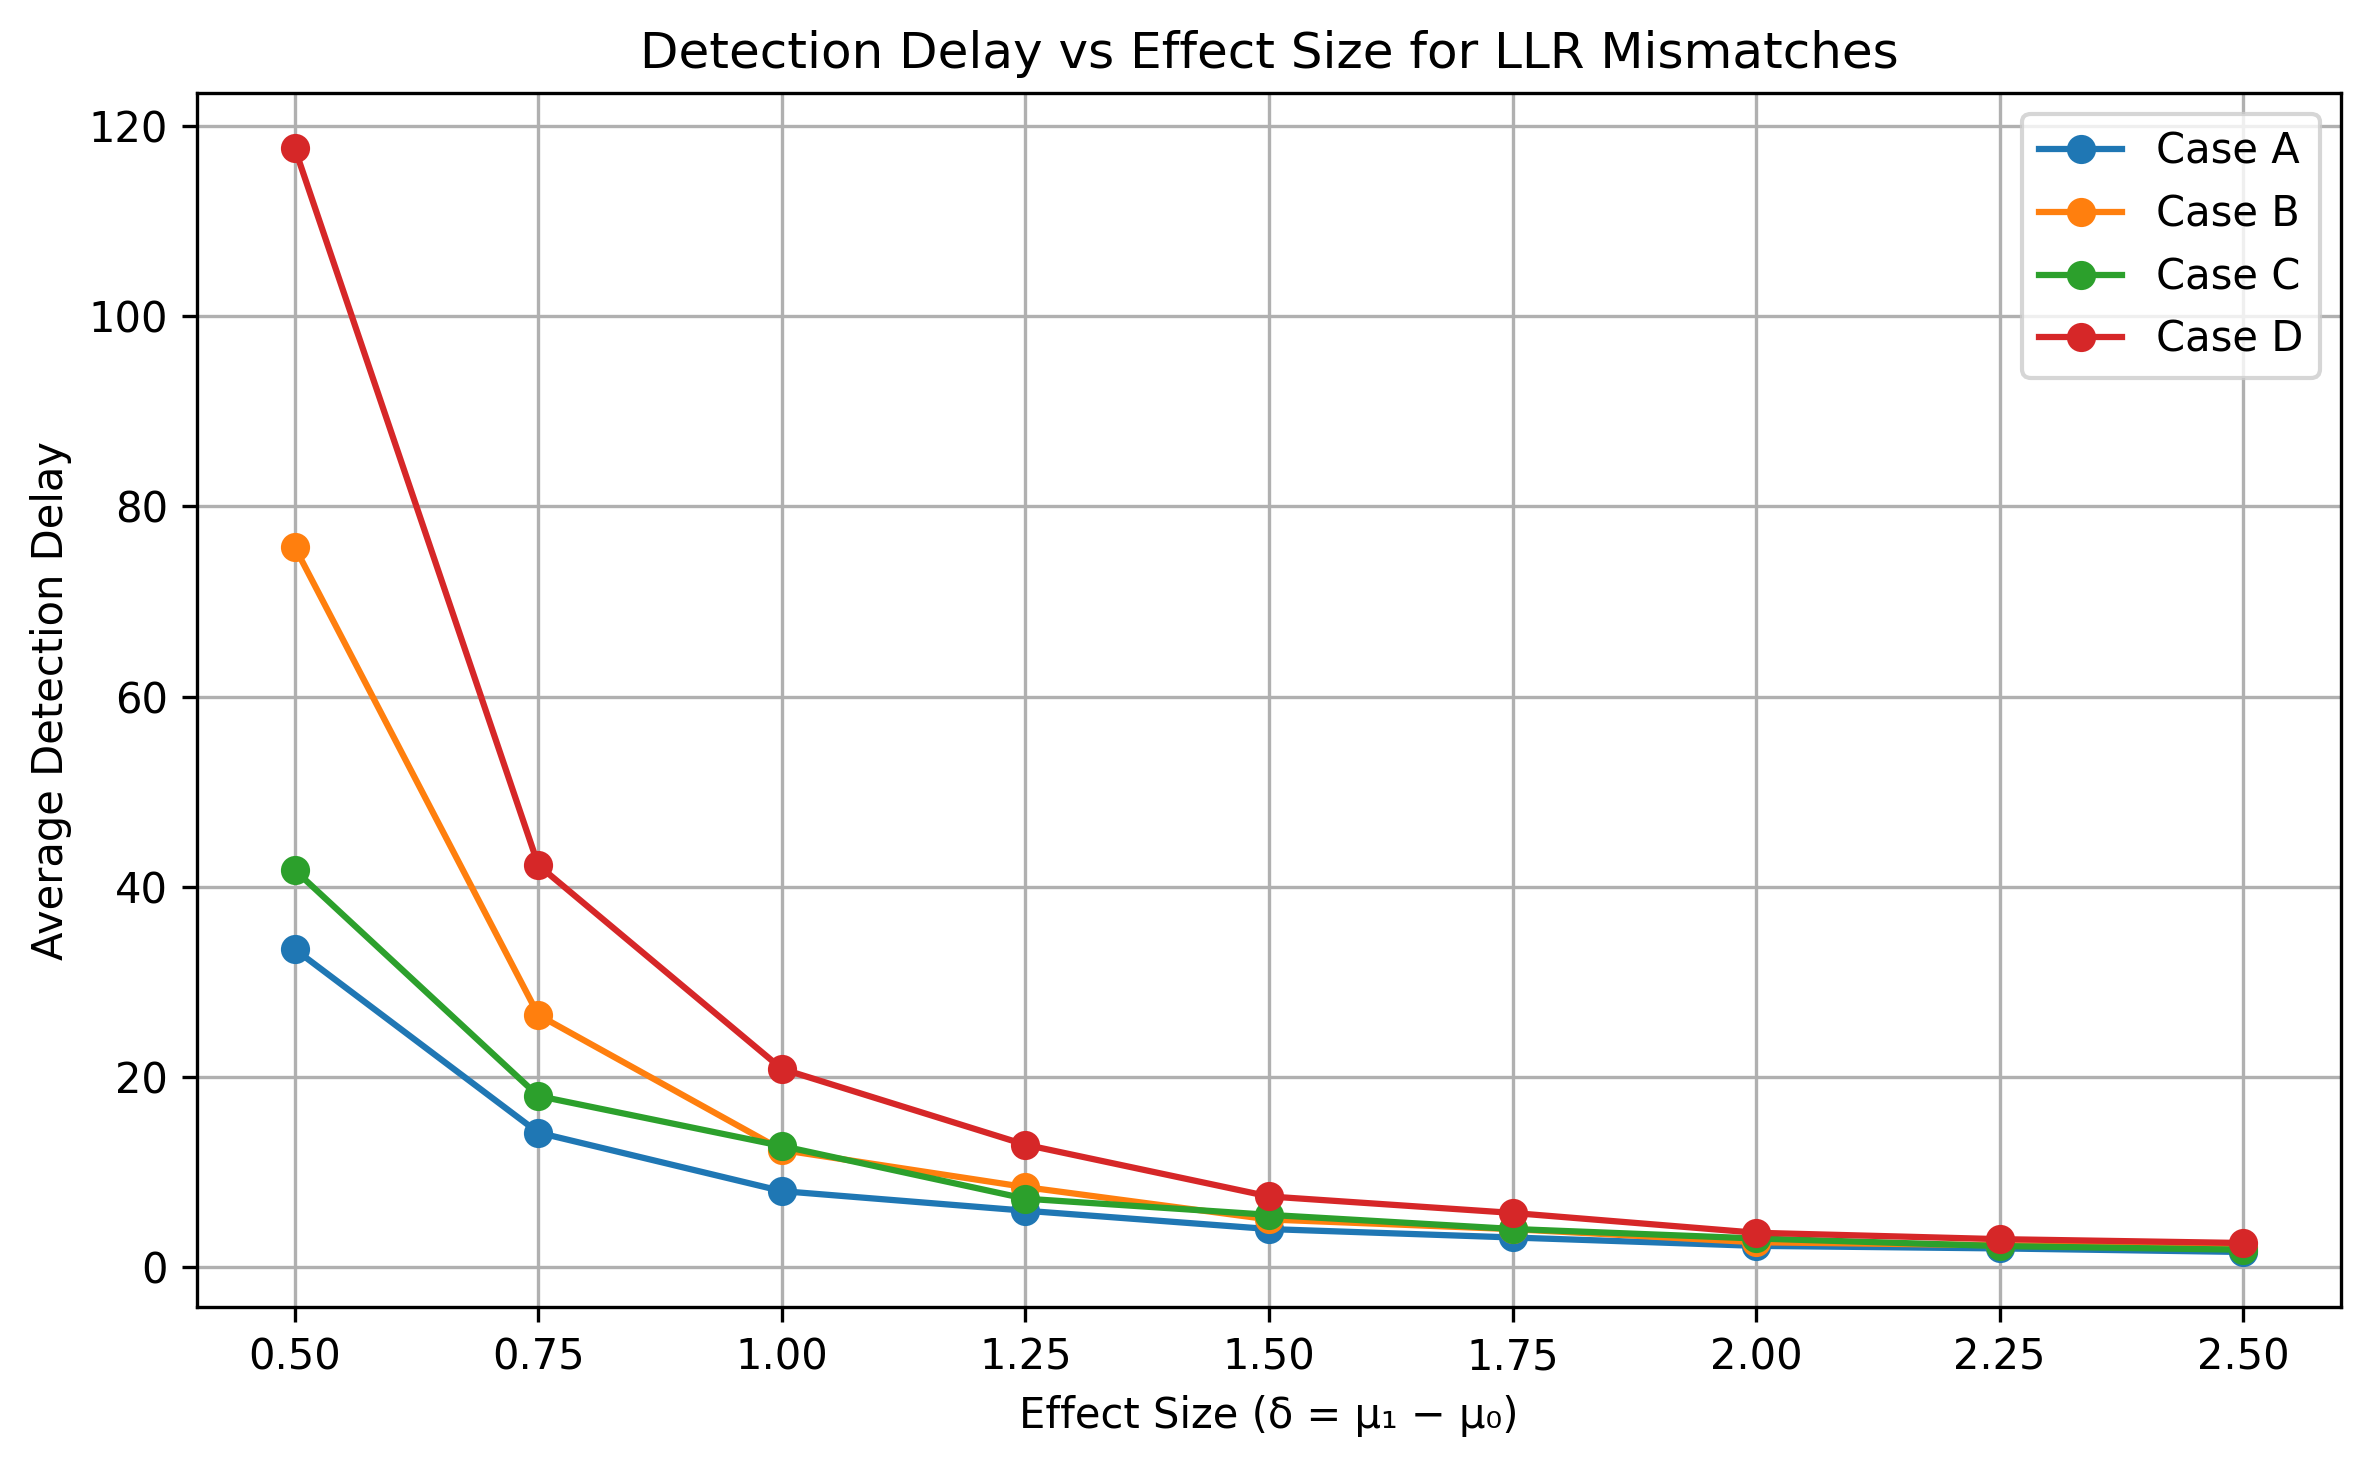 Detection Delay vs Effect Size for LLR Mismatches
Case A
Case B
Case C
Case D
Average Detection Delay
120
100
80
60
40
20
0
0.50 0.75 1.00 1.25 1.50 1.75 2.00 2.25 2.50
Effect Size (δ = μ₁ − μ₀)